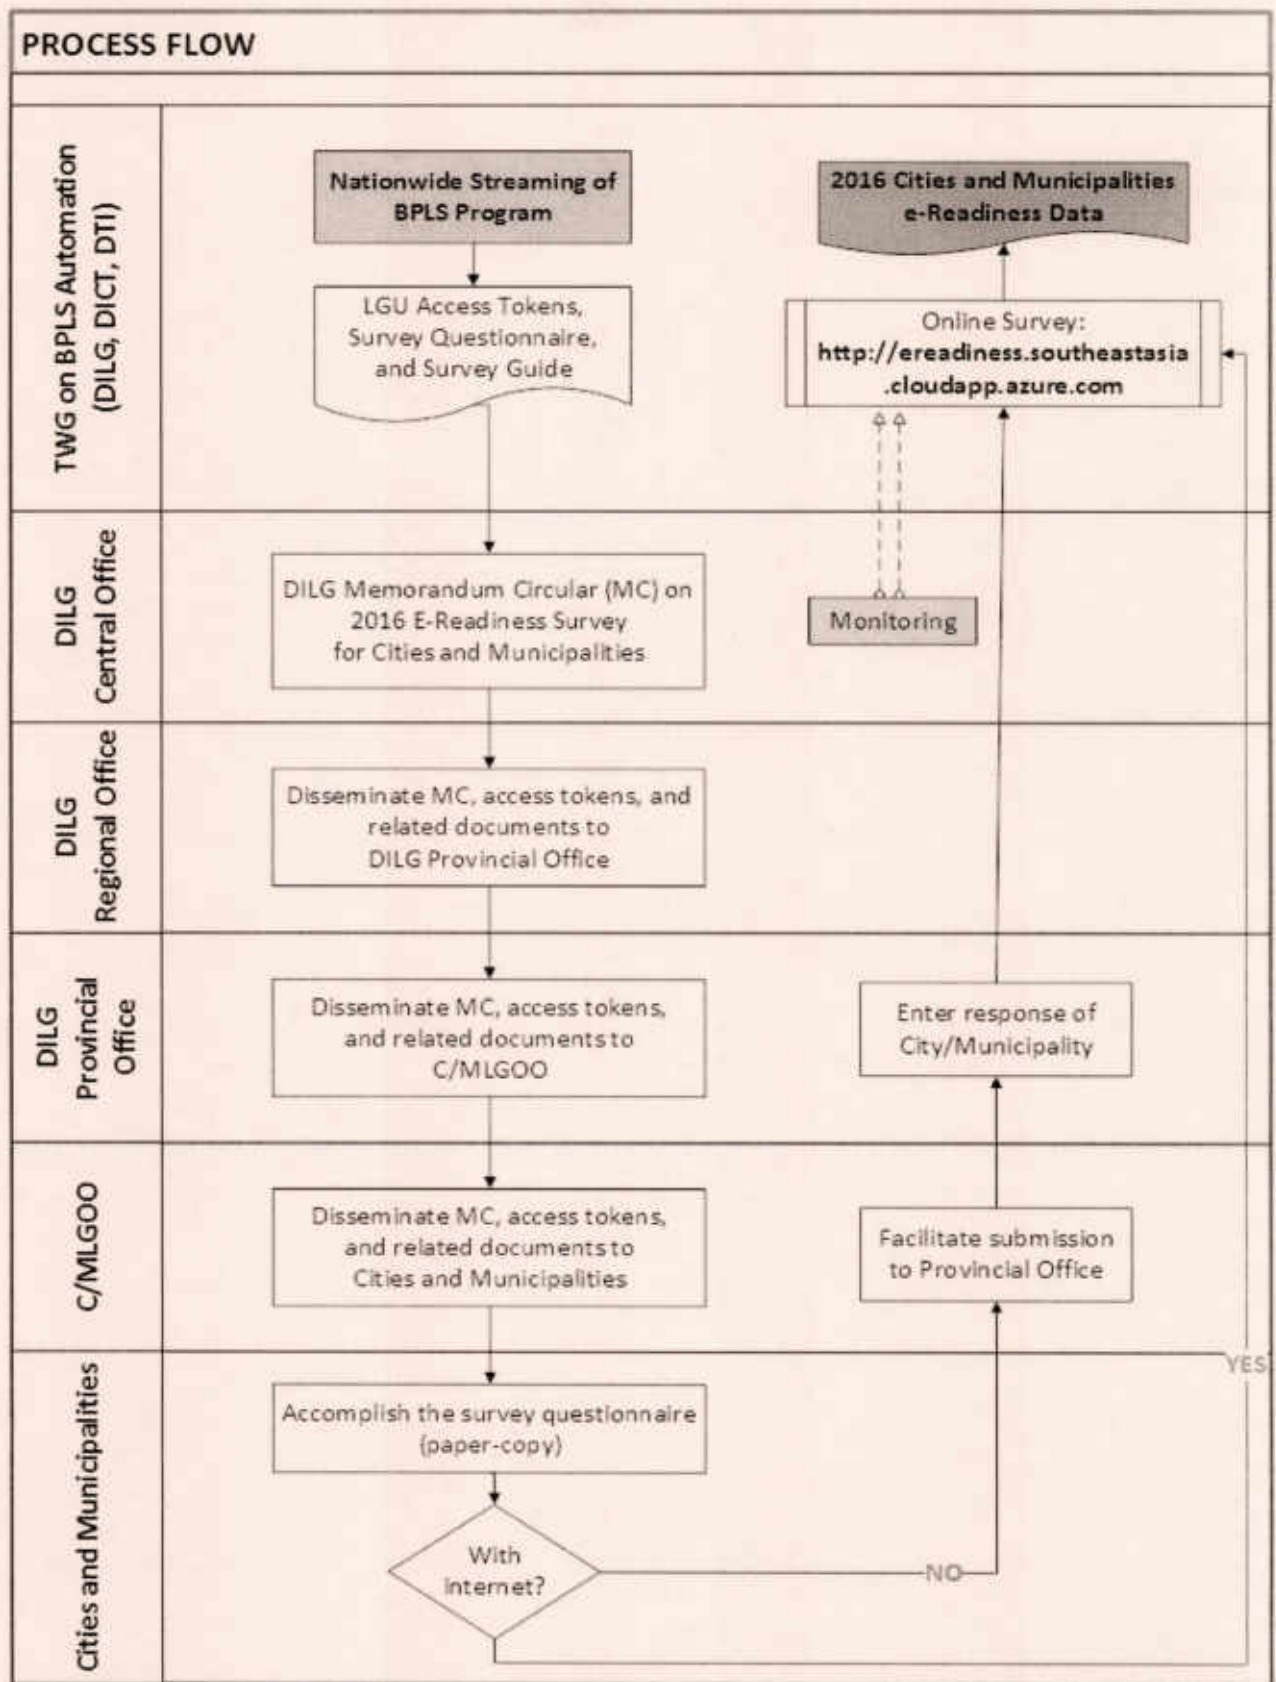 PROCESS FLOW
TWG on BPLS Automation
(DILG, DICT, DTI)
Nationwide Streaming of
BPLS Program
LGU Access Tokens,
Survey Questionnaire,
and Survey Guide
2016 Cities and Municipalities
e-Readiness Data
Online Survey:
http://ereadiness.southeastasia
.cloudapp.azure.com
DILG
Central Office
DILG Memorandum Circular (MC) on
2016 E-Readiness Survey
for Cities and Municipalities
Monitoring
DILG
Regional Office
Disseminate MC, access tokens, and
related documents to
DILG Provincial Office
DILG
Provincial
Office
Disseminate MC, access tokens,
and related documents to
C/MLGOO
Enter response of
City/Municipality
C/MLGOO
Disseminate MC, access tokens,
and related documents to
Cities and Municipalities
Facilitate submission
to Provincial Office
Cities and Municipalities
YES
Accomplish the survey questionnaire
(paper-copy)
With
internet?
NO